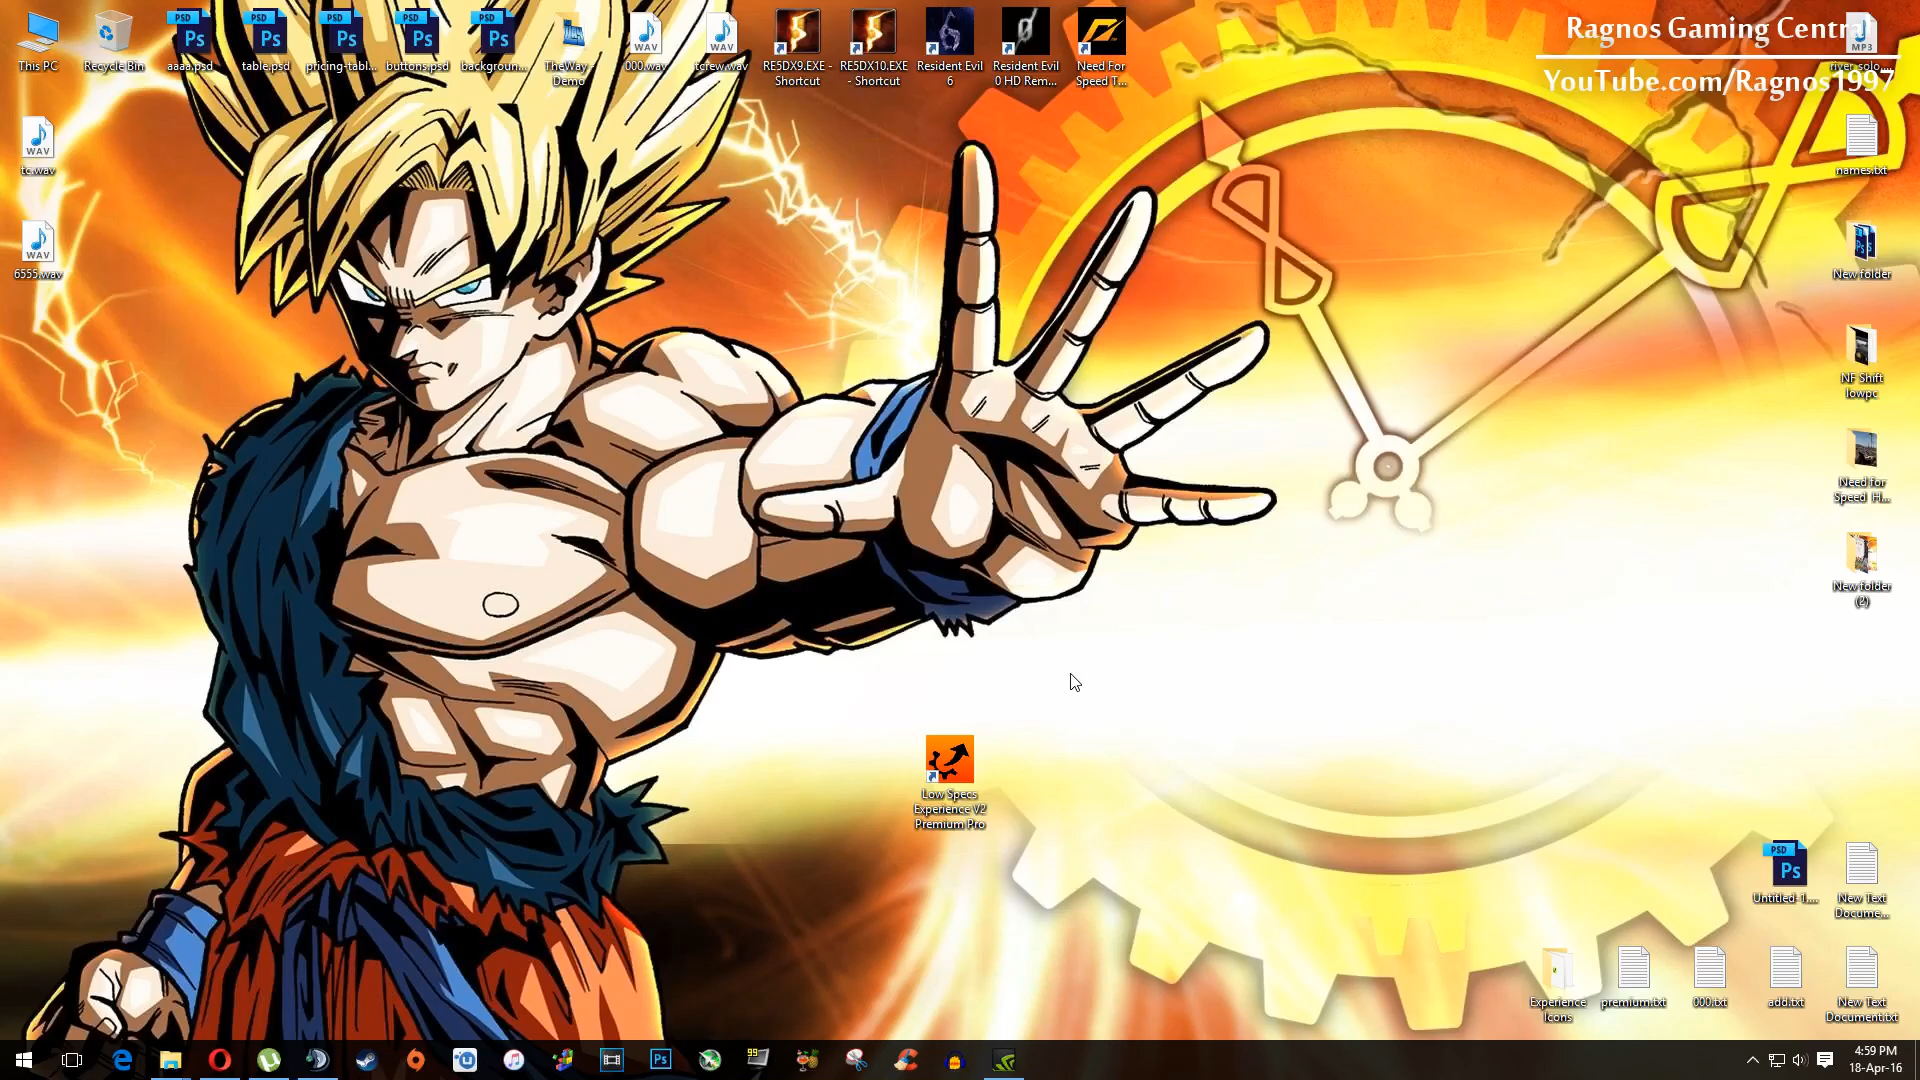 This PC
Recycle Bin
aaaa.psd
table.psd
pricing-tabl...
buttons.psd
backgroun...
TheWay - Demo
000.wav
tcrew.wav
RE5DX9.EXE - Shortcut
RE5DX10.EXE - Shortcut
Resident Evil 6
Resident Evil 0 HD Rem...
Need For Speed T...
Ragnos Gaming Central
YouTube.com/Ragnos1997
river_solo...
tc.wav
names.txt
6555.wav
New folder
NF Shift lowpc
Need for Speed H...
New folder (2)
Low Specs
Experience V2
Premium Pro
Untitled-1....
New Text Docume...
Experience Icons
premium.txt
000.txt
add.txt
New Text Document.txt
4:59 PM
18-Apr-16